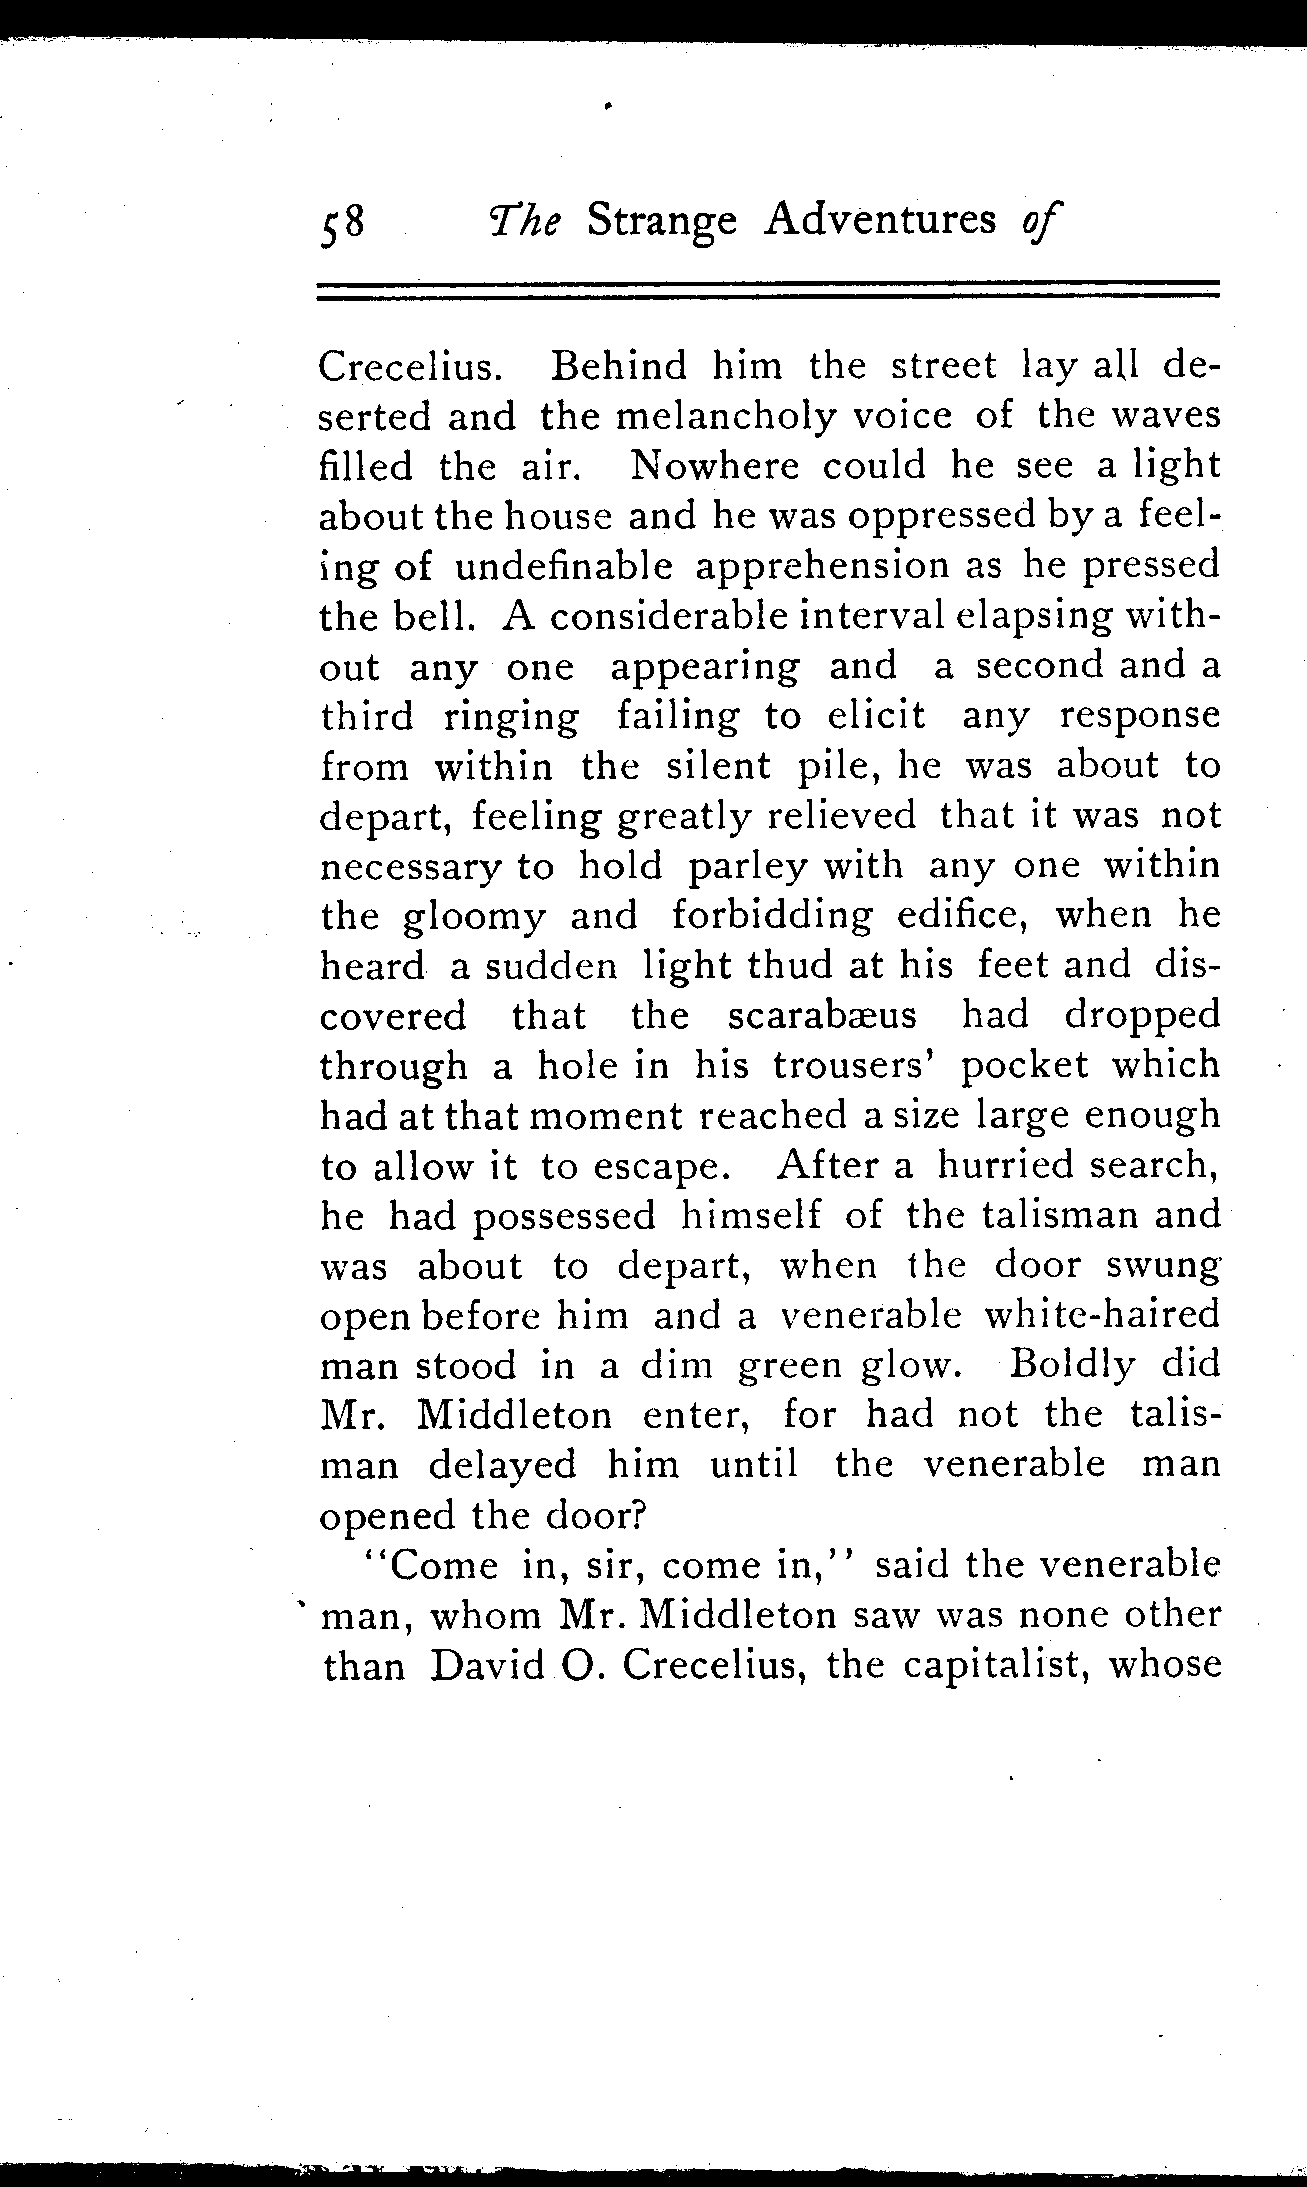 58 The Strange Adventures of
Crecelius. Behind him the street lay all de-
serted and the melancholy voice of the waves
filled the air. Nowhere could he see a light
about the house and he was oppressed by a feel-
ing of undefinable apprehension as he pressed
the bell. A considerable interval elapsing with-
out any one appearing and a second and a
third ringing failing to elicit any response
from within the silent pile, he was about to
depart, feeling greatly relieved that it was not
necessary to hold parley with any one within
the gloomy and forbidding edifice, when he
heard a sudden light thud at his feet and dis-
covered that the scarabæus had dropped
through a hole in his trousers' pocket which
had at that moment reached a size large enough
to allow it to escape. After a hurried search,
he had possessed himself of the talisman and
was about to depart, when the door swung
open before him and a venerable white-haired
man stood in a dim green glow. Boldly did
Mr. Middleton enter, for had not the talis-
man delayed him until the venerable man
opened the door?
"Come in, sir, come in," said the venerable
man, whom Mr. Middleton saw was none other
than David O. Crecelius, the capitalist, whose